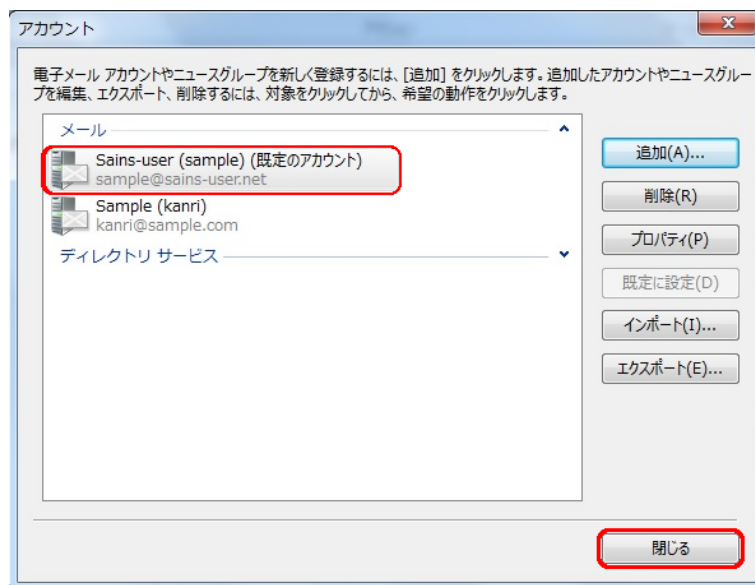 アカウント
電子メール アカウントやニュースグループを新しく登録するには、[追加] をクリックします。追加したアカウントやニュースグルー
プを編集、エクスポート、削除するには、対象をクリックしてから、希望の動作をクリックします。
メール
Sains-user (sample) (既定のアカウント)
sample@sains-user.net
Sample (kanri)
kanri@sample.com
ディレクトリ サービス
追加(A)...
削除(R)
プロパティ(P)
既定に設定(D)
インポート(I)...
エクスポート(E)...
閉じる